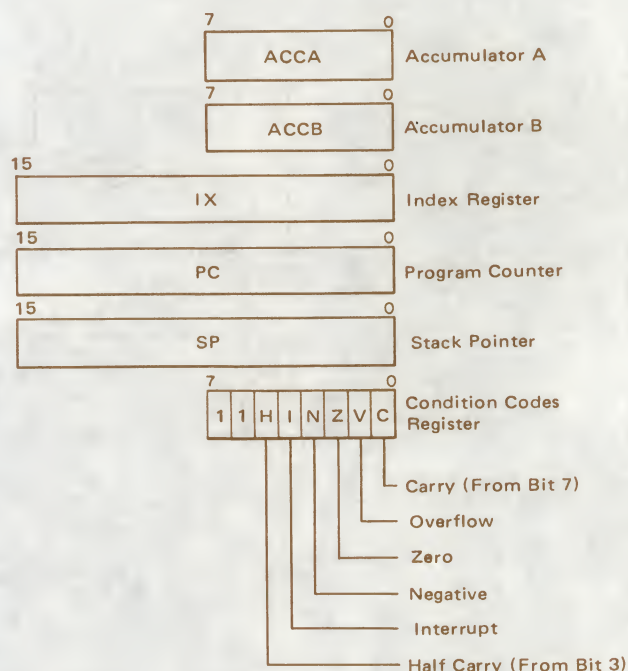 7 0
ACCA Accumulator A
7 0
ACCB Accumulator B
15 0
IX Index Register
15 0
PC Program Counter
15 0
SP Stack Pointer
7 0
1 1 H I N Z V C Condition Codes
Register
Carry (From Bit 7)
Overflow
Zero
Negative
Interrupt
Half Carry (From Bit 3)